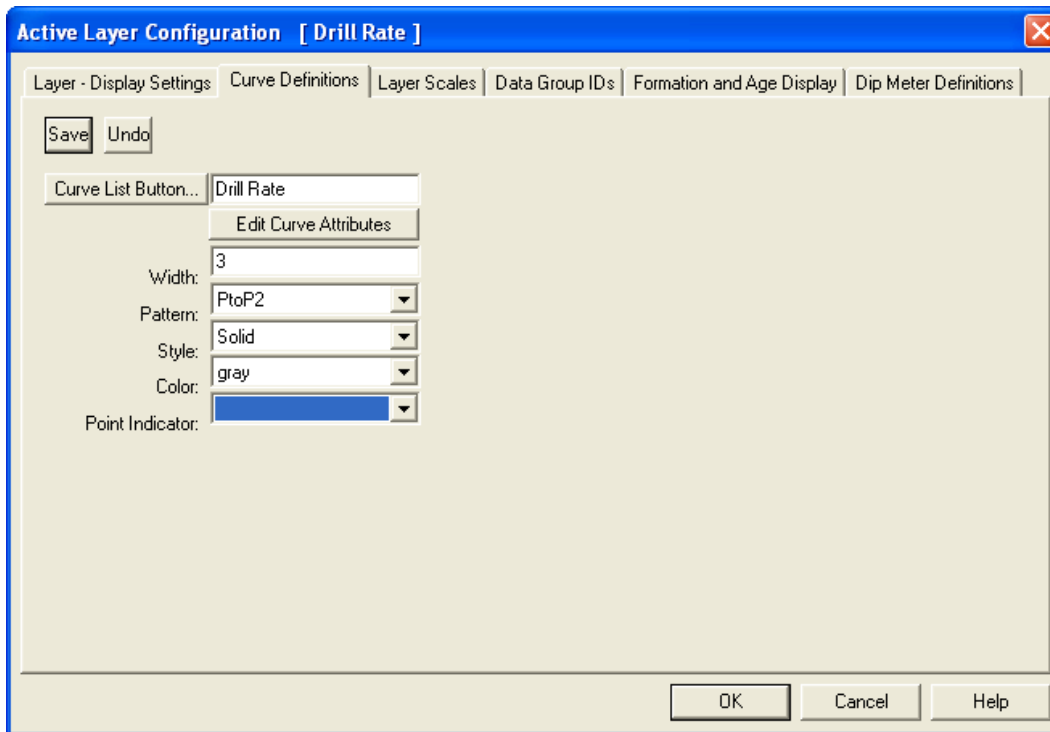 Active Layer Configuration [ Drill Rate ]
Layer - Display Settings Curve Definitions Layer Scales Data Group IDs Formation and Age Display Dip Meter Definitions
Save Undo
Curve List Button... Drill Rate
Edit Curve Attributes
Width: 3
Pattern: PtoP2
Style: Solid
Color: gray
Point Indicator:
OK Cancel Help